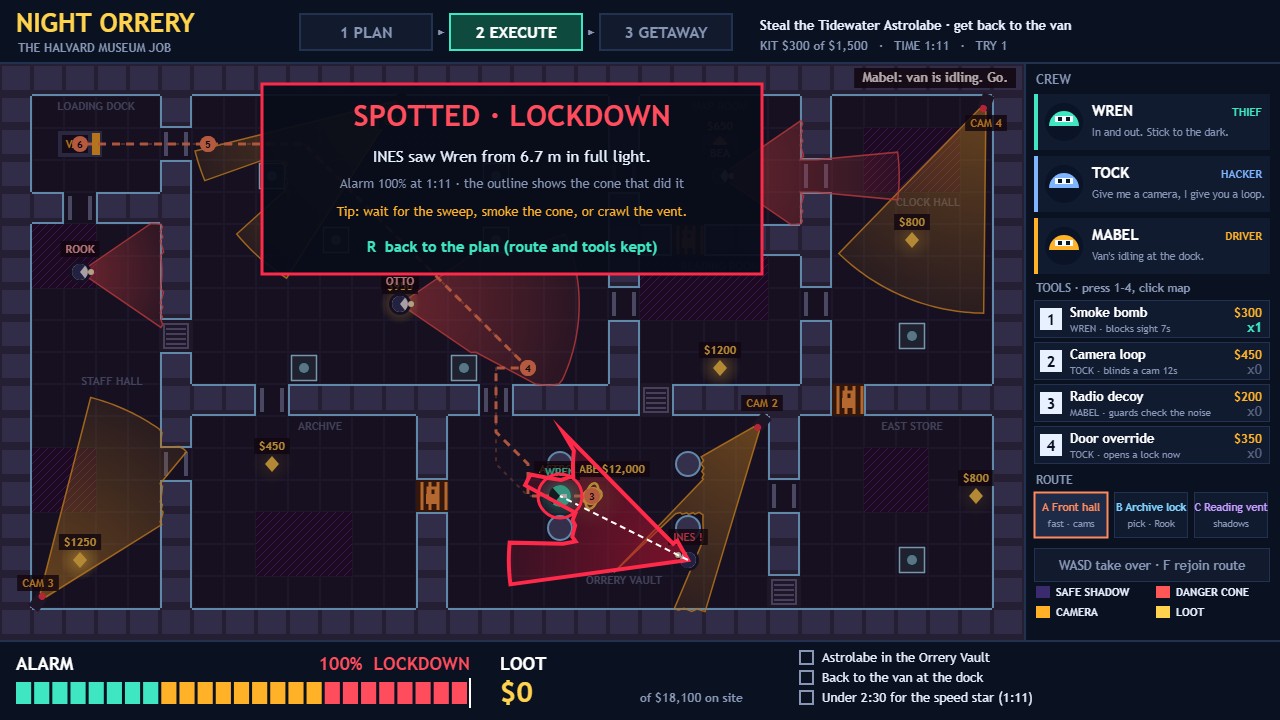 NIGHT ORRERY
THE HALVARD MUSEUM JOB
1 PLAN
2 EXECUTE
3 GETAWAY
Steal the Tidewater Astrolabe · get back to the van
KIT $300 of $1,500 · TIME 1:11 · TRY 1
Mabel: van is idling. Go.
SPOTTED · LOCKDOWN
INES saw Wren from 6.7 m in full light.
Alarm 100% at 1:11 · the outline shows the cone that did it
Tip: wait for the sweep, smoke the cone, or crawl the vent.
R back to the plan (route and tools kept)
LOADING DOCK
6
5
CAM 4
CLOCK HALL
$800
ROOK
OTTO
4
$1200
STAFF HALL
CAM 2
ARCHIVE
EAST STORE
$450
WREN
$12,000
3
$800
$1250
INES !
CAM 3
ORRERY VAULT
CREW
WREN THIEF
In and out. Stick to the dark.
TOCK HACKER
Give me a camera, I give you a loop.
MABEL DRIVER
Van's idling at the dock.
TOOLS · press 1-4, click map
1 Smoke bomb $300
WREN · blocks sight 7s x1
2 Camera loop $450
TOCK · blinds a cam 12s x0
3 Radio decoy $200
MABEL · guards check the noise x0
4 Door override $350
TOCK · opens a lock now x0
ROUTE
A Front hall
fast · cams
B Archive lock
pick · Rook
C Reading vent
shadows
WASD take over · F rejoin route
SAFE SHADOW
DANGER CONE
CAMERA
LOOT
ALARM
100% LOCKDOWN
LOOT
$0
of $18,100 on site
Astrolabe in the Orrery Vault
Back to the van at the dock
Under 2:30 for the speed star (1:11)